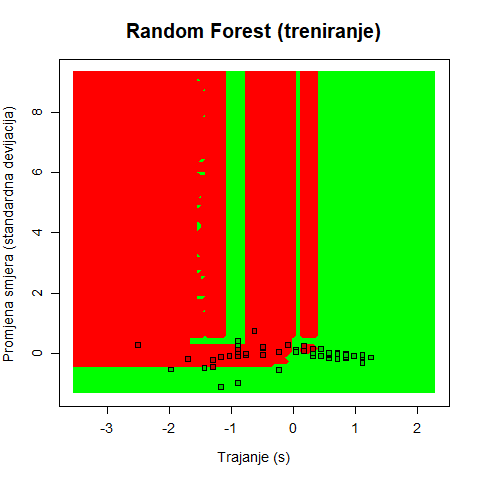 Random Forest (treniranje)
Promjena smjera (standardna devijacija)
8
6
4
2
0
-3 -2 -1 0 1 2
Trajanje (s)